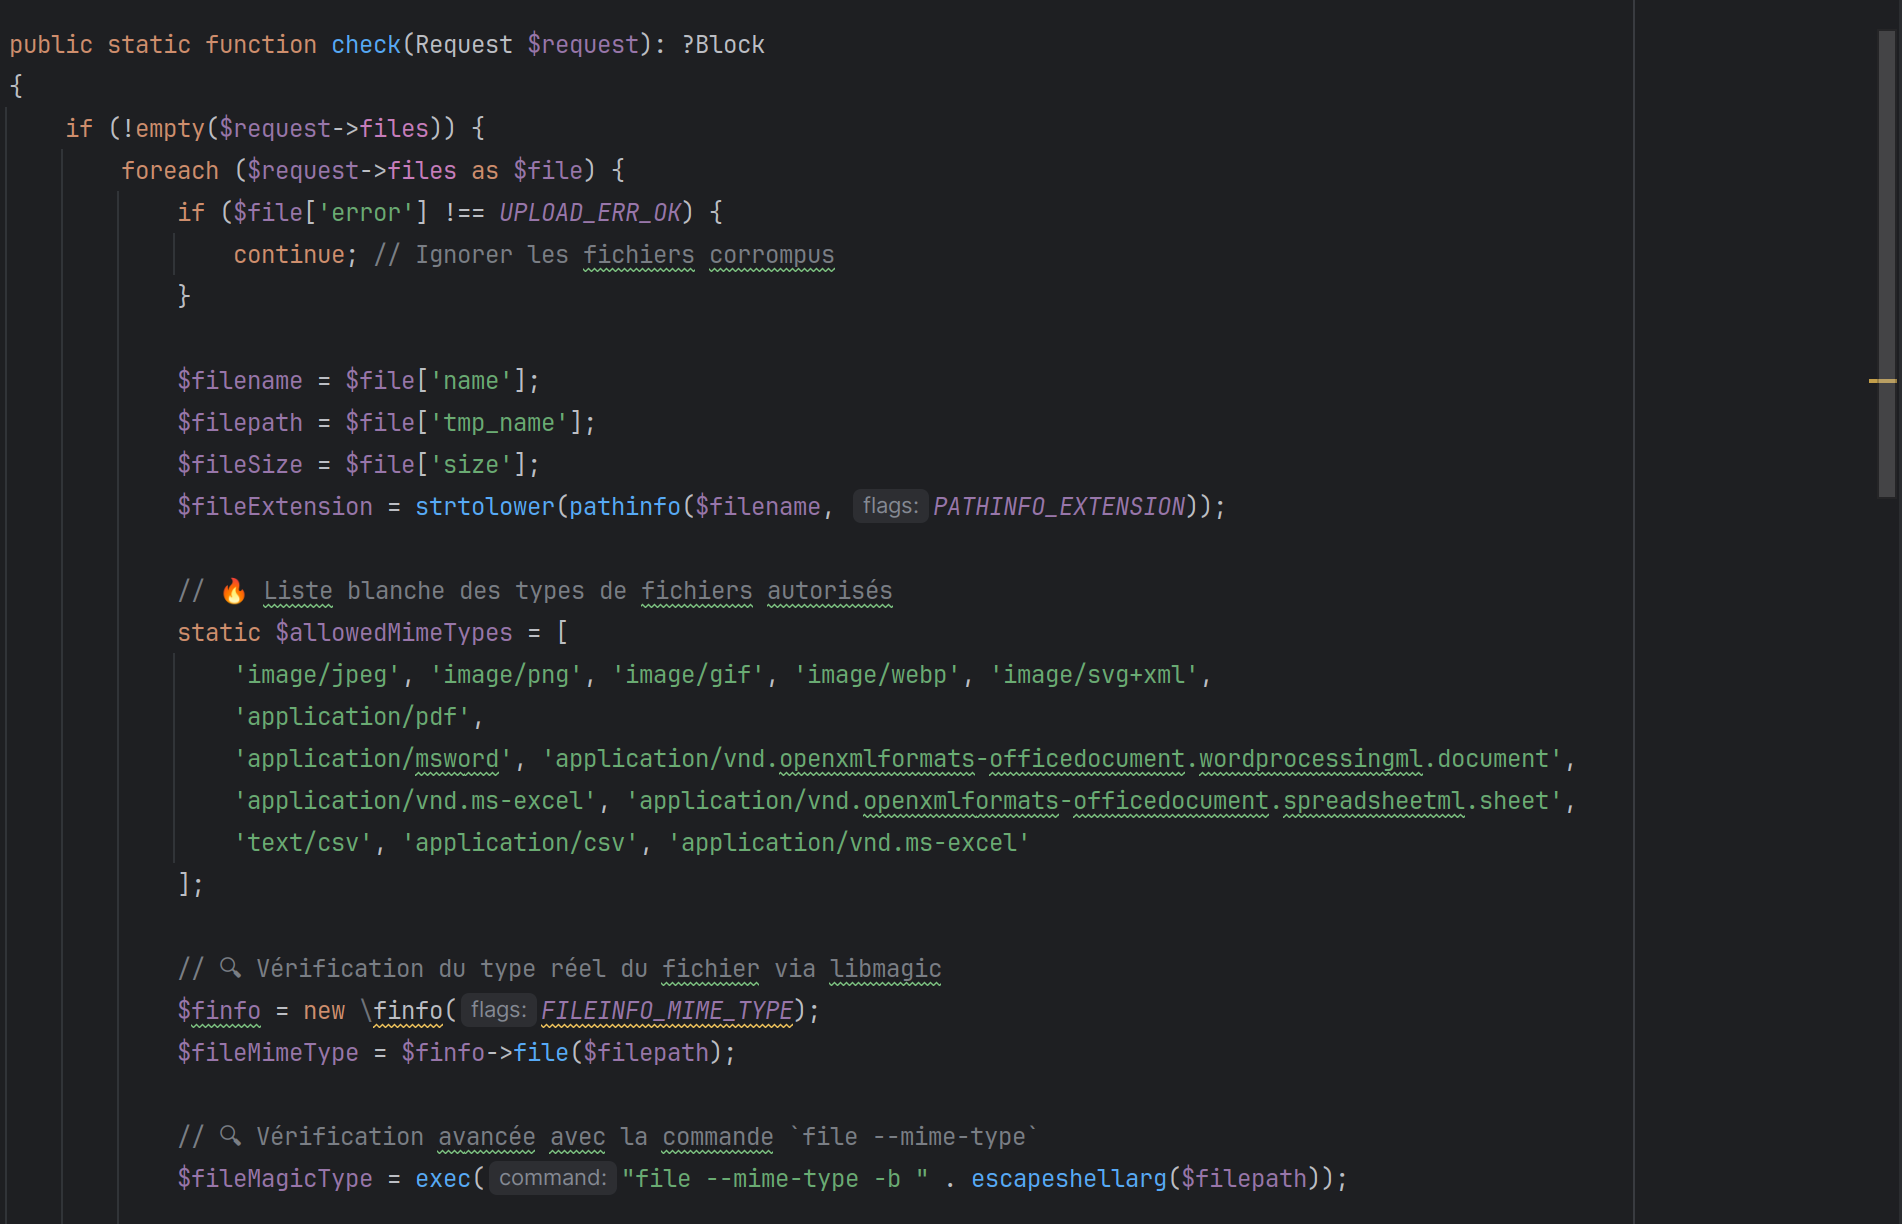 public static function check(Request $request): ?Block
{
    if (!empty($request->files)) {
        foreach ($request->files as $file) {
            if ($file['error'] !== UPLOAD_ERR_OK) {
                continue; // Ignorer les fichiers corrompus
            }

            $filename = $file['name'];
            $filepath = $file['tmp_name'];
            $fileSize = $file['size'];
            $fileExtension = strtolower(pathinfo($filename, flags: PATHINFO_EXTENSION));

            // 🔥 Liste blanche des types de fichiers autorisés
            static $allowedMimeTypes = [
                'image/jpeg', 'image/png', 'image/gif', 'image/webp', 'image/svg+xml',
                'application/pdf',
                'application/msword', 'application/vnd.openxmlformats-officedocument.wordprocessingml.document',
                'application/vnd.ms-excel', 'application/vnd.openxmlformats-officedocument.spreadsheetml.sheet',
                'text/csv', 'application/csv', 'application/vnd.ms-excel'
            ];

            // 🔍 Vérification du type réel du fichier via libmagic
            $finfo = new \finfo( flags: FILEINFO_MIME_TYPE);
            $fileMimeType = $finfo->file($filepath);

            // 🔍 Vérification avancée avec la commande `file --mime-type`
            $fileMagicType = exec( command: "file --mime-type -b " . escapeshellarg($filepath));